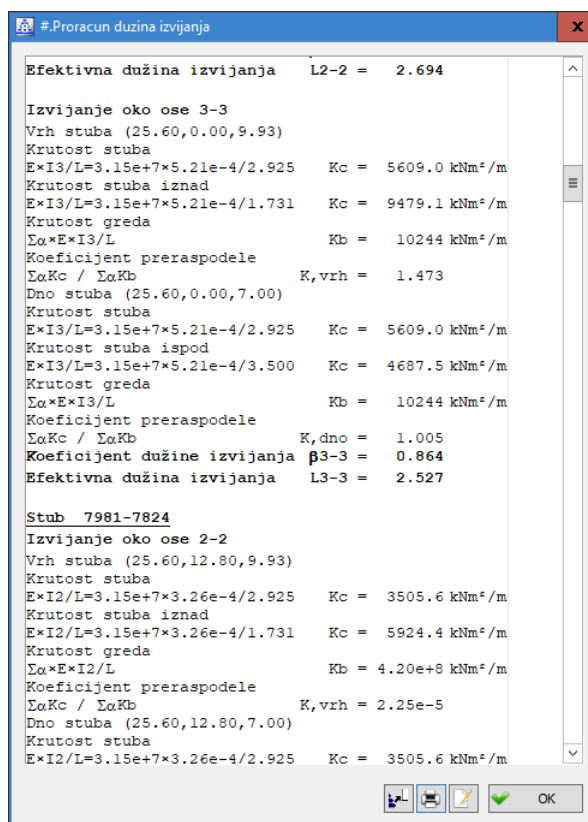 #.Proracun duzina izvijanja
Efektivna dužina izvijanja L2-2 = 2.694
Izvijanje oko ose 3-3
Vrh stuba (25.60,0.00,9.93)
Krutost stuba
E×I3/L=3.15e+7×5.21e-4/2.925 Kc = 5609.0 kNm²/m
Krutost stuba iznad
E×I3/L=3.15e+7×5.21e-4/1.731 Kc = 9479.1 kNm²/m
Krutost greda
Σα×E×I3/L Kb = 10244 kNm²/m
Koeficijent preraspodele
ΣαKc / ΣαKb K,vrh = 1.473
Dno stuba (25.60,0.00,7.00)
Krutost stuba
E×I3/L=3.15e+7×5.21e-4/2.925 Kc = 5609.0 kNm²/m
Krutost stuba ispod
E×I3/L=3.15e+7×5.21e-4/3.500 Kc = 4687.5 kNm²/m
Krutost greda
Σα×E×I3/L Kb = 10244 kNm²/m
Koeficijent preraspodele
ΣαKc / ΣαKb K,dno = 1.005
Koeficijent dužine izvijanja β3-3 = 0.864
Efektivna dužina izvijanja L3-3 = 2.527
Stub 7981-7824
Izvijanje oko ose 2-2
Vrh stuba (25.60,12.80,9.93)
Krutost stuba
E×I2/L=3.15e+7×3.26e-4/2.925 Kc = 3505.6 kNm²/m
Krutost stuba iznad
E×I2/L=3.15e+7×3.26e-4/1.731 Kc = 5924.4 kNm²/m
Krutost greda
Σα×E×I2/L Kb = 4.20e+8 kNm²/m
Koeficijent preraspodele
ΣαKc / ΣαKb K,vrh = 2.25e-5
Dno stuba (25.60,12.80,7.00)
Krutost stuba
E×I2/L=3.15e+7×3.26e-4/2.925 Kc = 3505.6 kNm²/m
OK